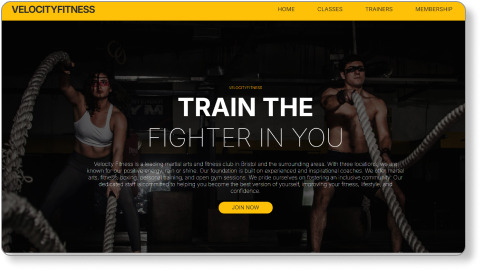 VELOCITYFITNESS
HOME CLASSES TRAINERS MEMBERSHIP
VELOCITYFITNESS
TRAIN THE
FIGHTER IN YOU
Velocity Fitness is a leading martial arts and fitness club in Bristol and the surrounding areas. With three locations, we are
known for our positive energy, rain or shine. Our foundation is built on experienced and inspirational coaches. We offer martial
arts, fitness, boxing, personal training, and open gym sessions. We pride ourselves on fostering an inclusive community. Our
dedicated staff is committed to helping you become the best version of yourself, improving your fitness, lifestyle, and
confidence.
JOIN NOW